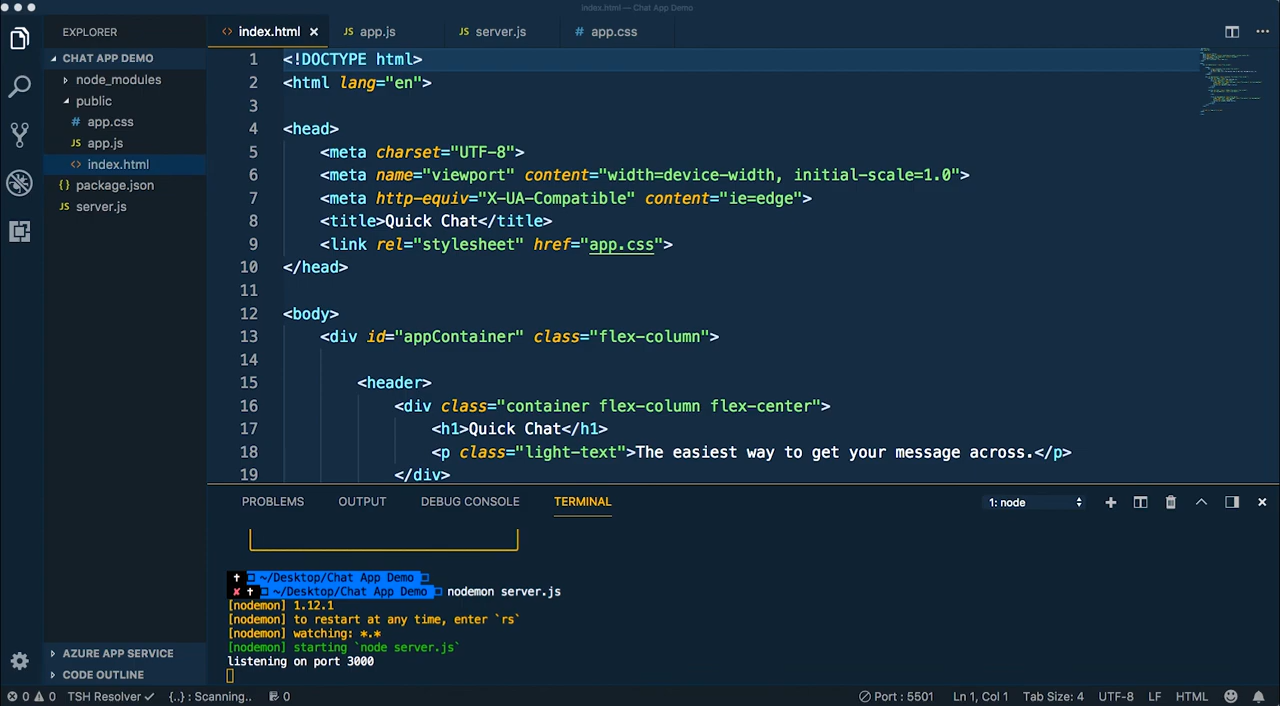 index.html — Chat App Demo
EXPLORER
CHAT APP DEMO
node_modules
public
# app.css
JS app.js
<> index.html
{} package.json
JS server.js
AZURE APP SERVICE
CODE OUTLINE
<> index.html ×
JS app.js
JS server.js
# app.css
1 <!DOCTYPE html>
2 <html lang="en">
3
4 <head>
5 <meta charset="UTF-8">
6 <meta name="viewport" content="width=device-width, initial-scale=1.0">
7 <meta http-equiv="X-UA-Compatible" content="ie=edge">
8 <title>Quick Chat</title>
9 <link rel="stylesheet" href="app.css">
10 </head>
11
12 <body>
13 <div id="appContainer" class="flex-column">
14
15 <header>
16 <div class="container flex-column flex-center">
17 <h1>Quick Chat</h1>
18 <p class="light-text">The easiest way to get your message across.</p>
19 </div>
PROBLEMS OUTPUT DEBUG CONSOLE TERMINAL 1: node
~/Desktop/Chat App Demo
~/Desktop/Chat App Demo nodemon server.js
[nodemon] 1.12.1
[nodemon] to restart at any time, enter `rs`
[nodemon] watching: *.*
[nodemon] starting `node server.js`
listening on port 3000
0 0 TSH Resolver ✓ {..} : Scanning.. 0 Port : 5501 Ln 1, Col 1 Tab Size: 4 UTF-8 LF HTML